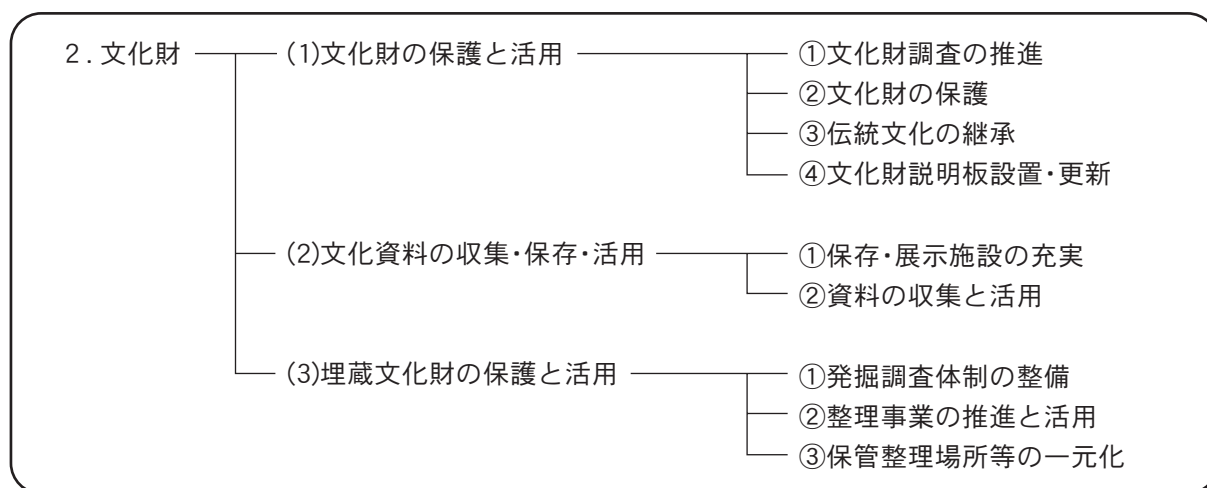 2．文化財 (1)文化財の保護と活用 ①文化財調査の推進
②文化財の保護
③伝統文化の継承
④文化財説明板設置・更新
(2)文化資料の収集・保存・活用 ①保存・展示施設の充実
②資料の収集と活用
(3)埋蔵文化財の保護と活用 ①発掘調査体制の整備
②整理事業の推進と活用
③保管整理場所等の一元化